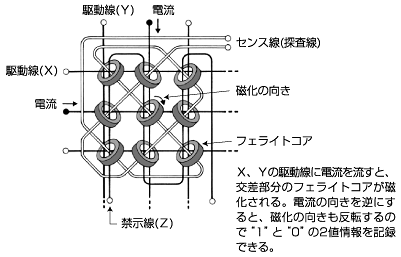 駆動線(Y) 電流
センス線(探査線)
駆動線(X)
磁化の向き
電流
フェライトコア
X、Yの駆動線に電流を流すと、
交差部分のフェライトコアが磁
化される。電流の向きを逆にす
ると、磁化の向きも反転するの
で"1"と"0"の2値情報を記録
できる。
禁示線(Z)